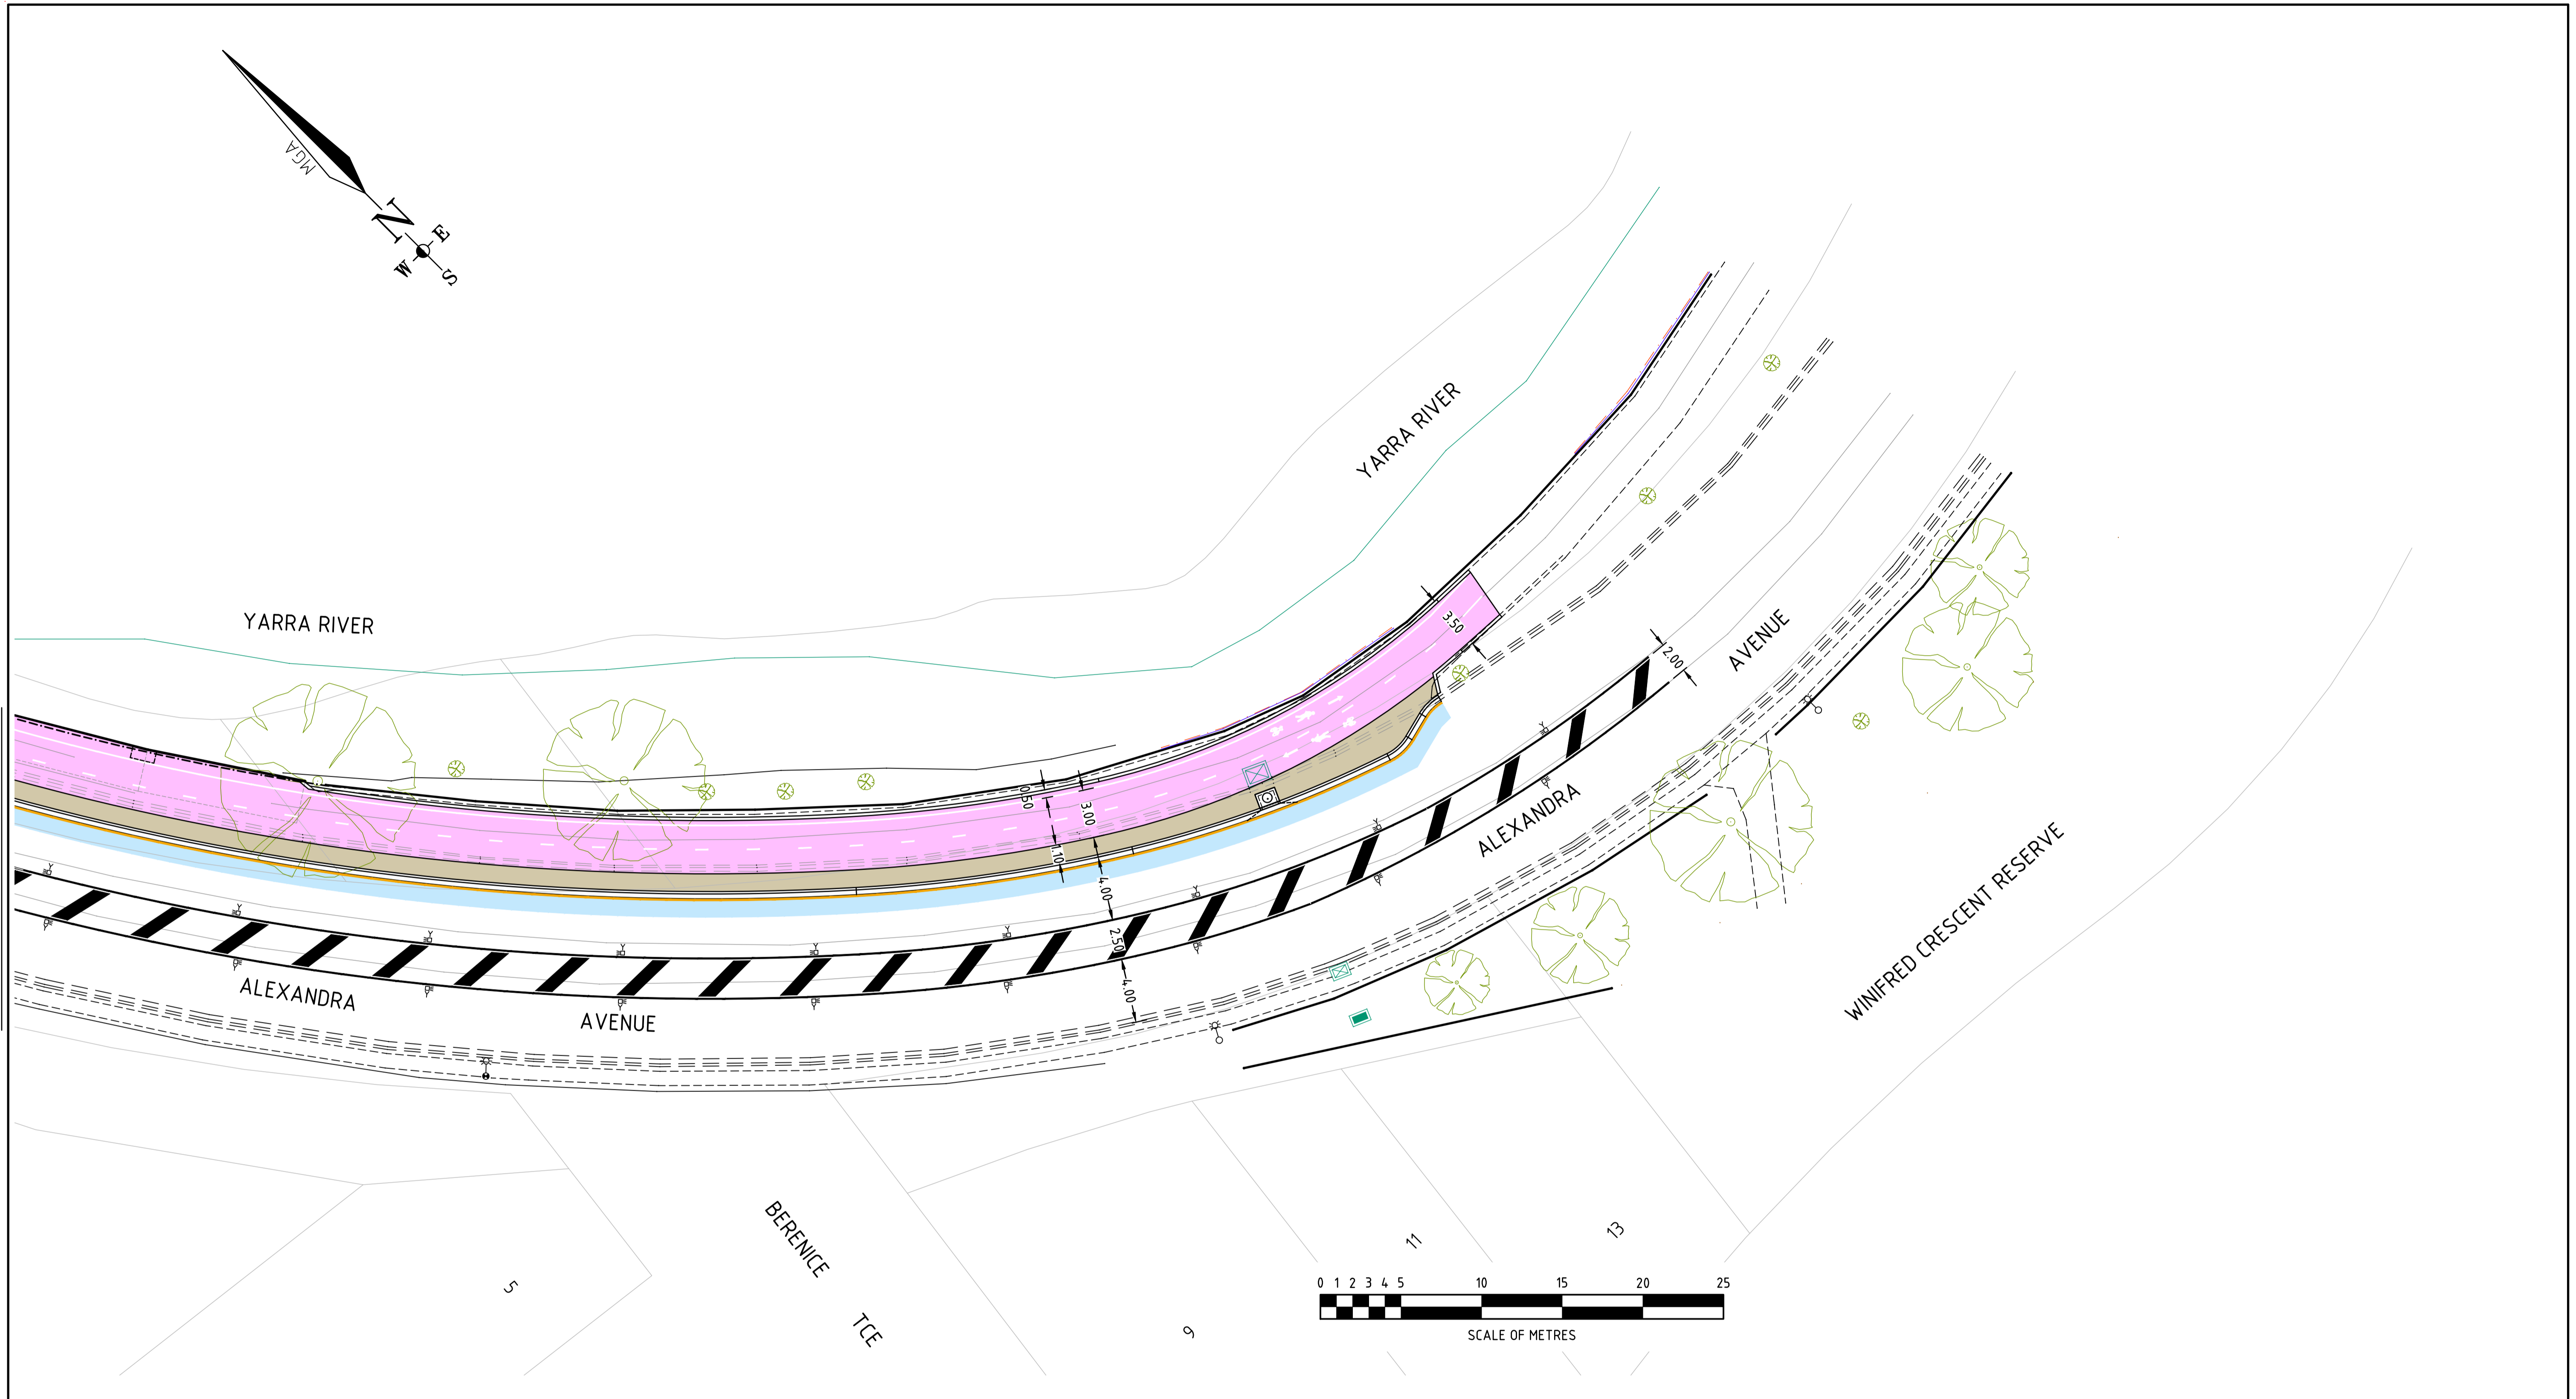 MGA
N
E
W
S
YARRA RIVER
YARRA RIVER
3.50
2.00
AVENUE
0.50
3.00
1.10
4.00
2.50
4.00
ALEXANDRA
ALEXANDRA
AVENUE
WINIFRED CRESCENT RESERVE
BERENICE
TCE
5
9
11
13
0 1 2 3 4 5 10 15 20 25
SCALE OF METRES